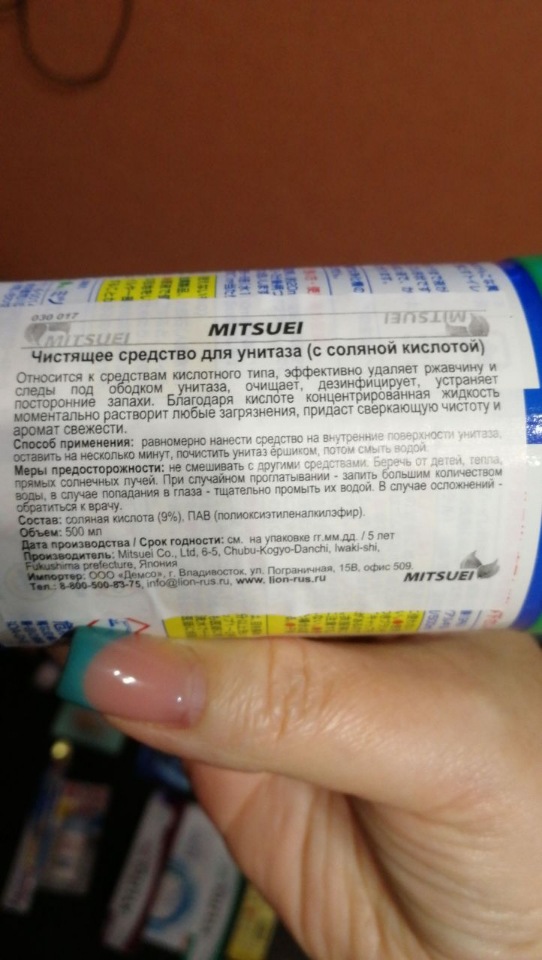 030 017
MITSUEI
MITSUEI
MITSUEI
Чистящее средство для унитаза (с соляной кислотой)
Относится к средствам кислотного типа, эффективно удаляет ржавчину и
следы под ободком унитаза, очищает, дезинфицирует, устраняет
посторонние запахи. Благодаря кислоте концентрированная жидкость
моментально растворит любые загрязнения, придаст сверкающую чистоту и
аромат свежести.
Способ применения: равномерно нанести средство на внутренние поверхности унитаза,
оставить на несколько минут, почистить унитаз ёршиком, потом смыть водой.
Меры предосторожности: не смешивать с другими средствами. Беречь от детей, тепла,
прямых солнечных лучей. При случайном проглатывании - запить большим количеством
воды, в случае попадания в глаза - тщательно промыть их водой. В случае осложнений -
обратиться к врачу.
Состав: соляная кислота (9%), ПАВ (полиоксиэтиленалкилэфир).
Объем: 500 мл
Дата производства / Срок годности: см. на упаковке гг.мм.дд. / 5 лет
Производитель: Mitsuei Co., Ltd, 6-5, Chubu-Kogyo-Danchi, Iwaki-shi,
Fukushima prefecture, Япония
Импортер: ООО «Демсо», г. Владивосток, ул. Пограничная, 15В, офис 509.
Тел.: 8-800-500-83-75, info@lion-rus.ru, www. lion-rus.ru
MITSUEI